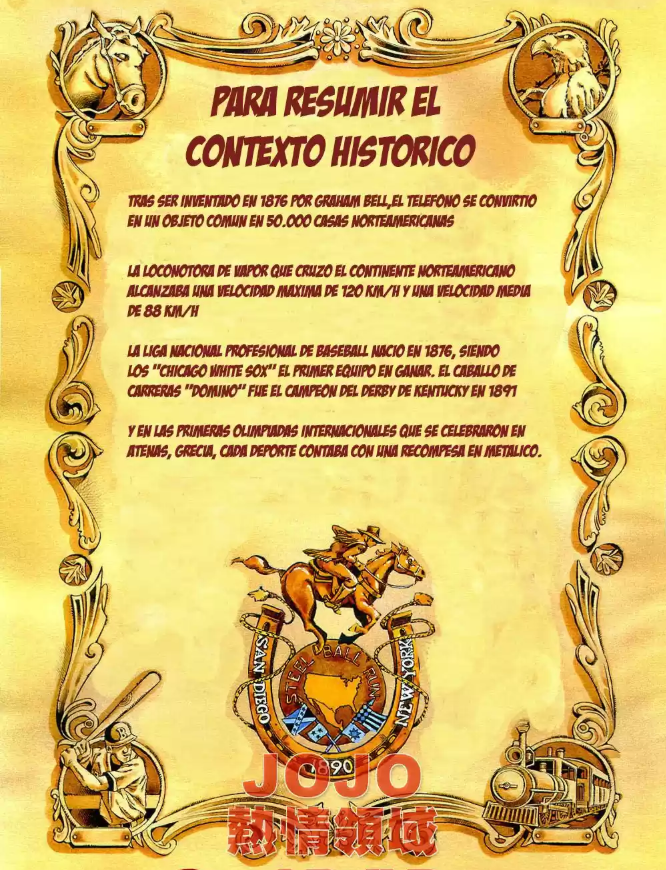 PARA RESUMIR EL
CONTEXTO HISTORICO
TRAS SER INVENTADO EN 1876 POR GRAHAM BELL,EL TELEFONO SE CONVIRTIO
EN UN OBJETO COMUN EN 50.000 CASAS NORTEAMERICANAS
LA LOCONOTORA DE VAPOR QUE CRUZO EL CONTINENTE NORTEAMERICANO
ALCANZABA UNA VELOCIDAD MAXIMA DE 120 KM/H Y UNA VELOCIDAD MEDIA
DE 88 KM/H
LA LIGA NACIONAL PROFESIONAL DE BASEBALL NACIO EN 1876, SIENDO
LOS "CHICAGO WHITE SOX" EL PRIMER EQUIPO EN GANAR. EL CABALLO DE
CARRERAS "DOMINO" FUE EL CAMPEON DEL DERBY DE KENTUCKY EN 1891
Y EN LAS PRIMERAS OLIMPIADAS INTERNACIONALES QUE SE CELEBRARON EN
ATENAS, GRECIA, CADA DEPORTE CONTABA CON UNA RECOMPESA EN METALICO.
STEEL BALL RUN
SAN DIEGO
NEW YORK
1890
JOJO
熱情領域